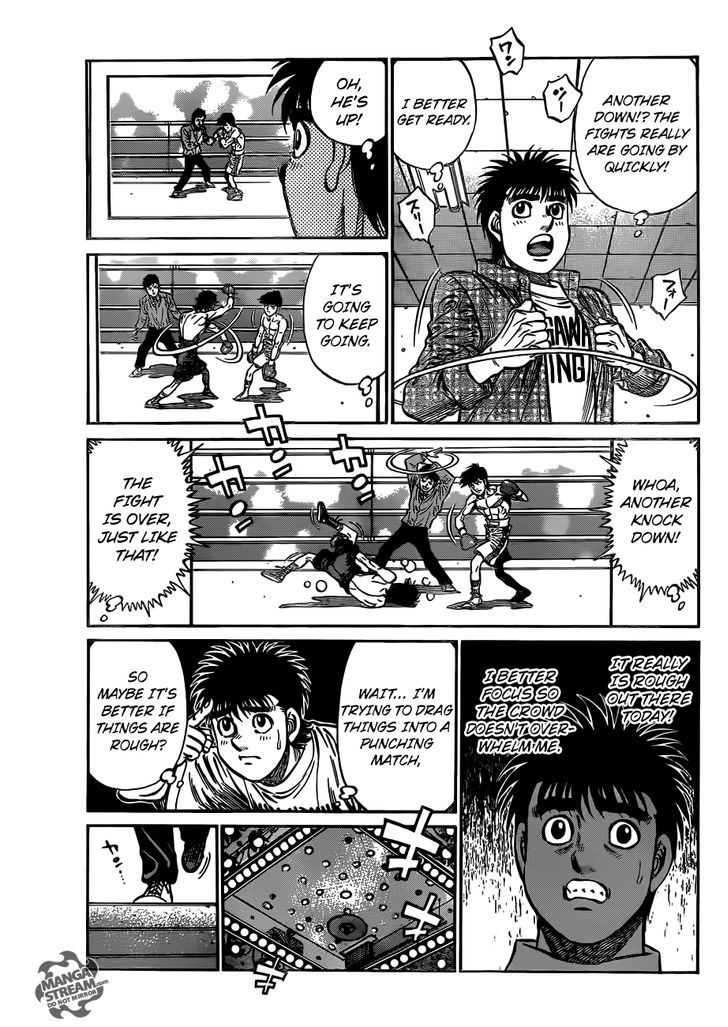 ANOTHER
DOWN!? THE
FIGHTS REALLY
ARE GOING BY
QUICKLY!
I BETTER
GET READY.
ワッ
GAWA
ING
OH,
HE'S
UP!
IT'S
GOING
TO KEEP
GOING.
WHOA,
ANOTHER
KNOCK
DOWN!
THE
FIGHT
IS OVER,
JUST LIKE
THAT!
IT REALLY
IS ROUGH
OUT THERE
TODAY!
I BETTER
FOCUS SO
THE CROWD
DOESN'T OVER-
WHELM ME.
WAIT... I'M
TRYING TO DRAG
THINGS INTO A
PUNCHING
MATCH,
SO
MAYBE IT'S
BETTER IF
THINGS ARE
ROUGH?
MANGA
STREAM.com
DO NOT MIRROR